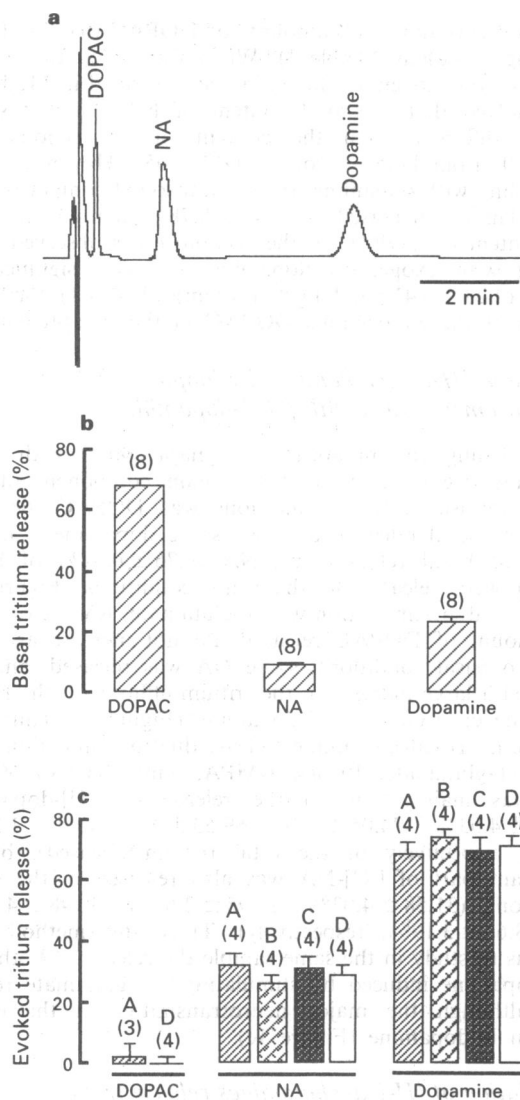 a
DOPAC
NA
Dopamine
2 min
b
Basal tritium release (%)
80
60
40
20
0
(8)
(8)
(8)
DOPAC
NA
Dopamine
c
Evoked tritium release (%)
80
60
40
20
0
A
(3)
(4)
A
(4)
B
(4)
C
(4)
D
(4)
A
(4)
B
(4)
C
(4)
D
(4)
DOPAC
NA
Dopamine